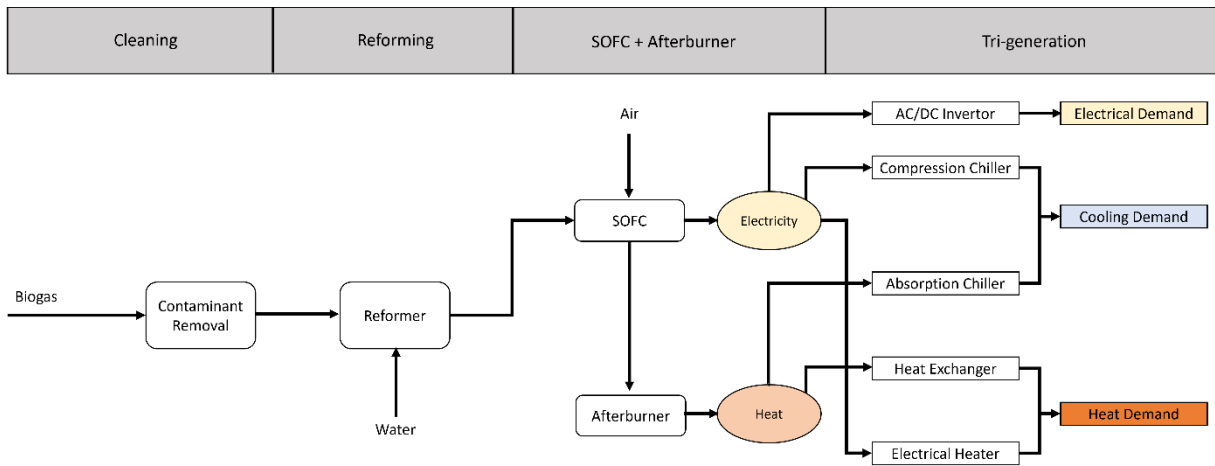 Cleaning
Reforming
SOFC + Afterburner
Tri-generation
Air
AC/DC Invertor
Electrical Demand
Compression Chiller
SOFC
Electricity
Cooling Demand
Absorption Chiller
Biogas
Contaminant
Removal
Reformer
Heat Exchanger
Afterburner
Heat
Heat Demand
Water
Electrical Heater